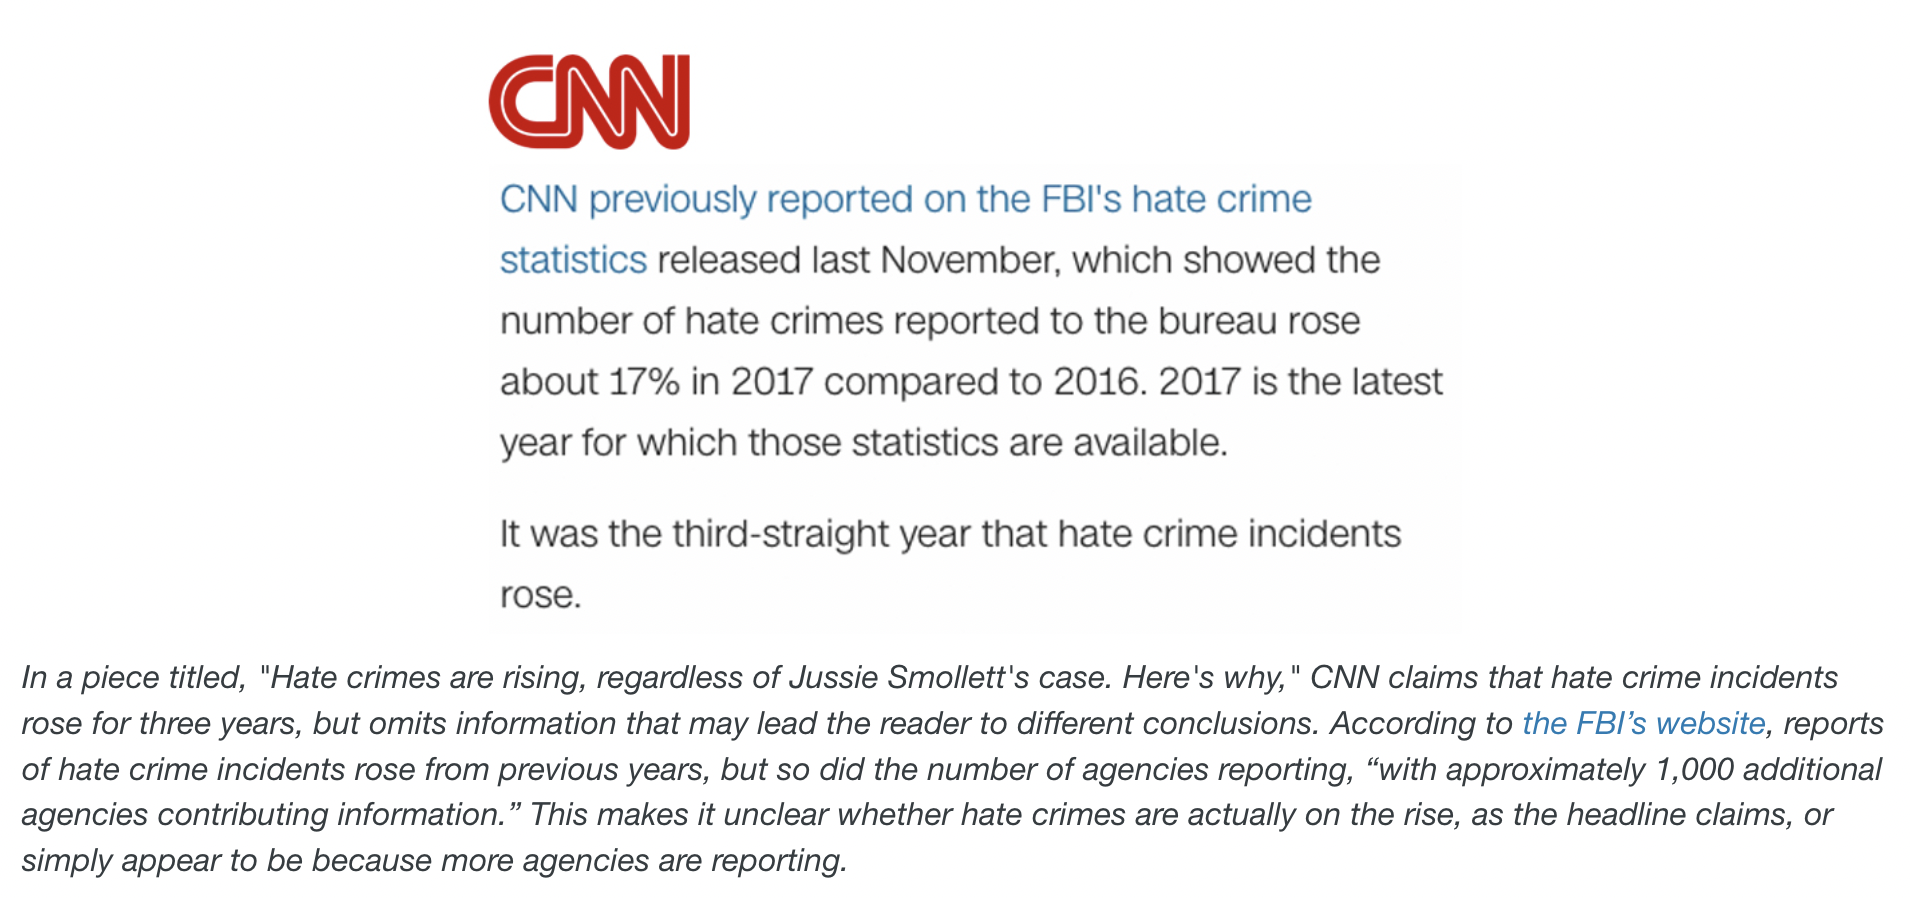 CNN
CNN previously reported on the FBI's hate crime
statistics released last November, which showed the
number of hate crimes reported to the bureau rose
about 17% in 2017 compared to 2016. 2017 is the latest
year for which those statistics are available.
It was the third-straight year that hate crime incidents
rose.
In a piece titled, "Hate crimes are rising, regardless of Jussie Smollett's case. Here's why," CNN claims that hate crime incidents
rose for three years, but omits information that may lead the reader to different conclusions. According to the FBI’s website, reports
of hate crime incidents rose from previous years, but so did the number of agencies reporting, “with approximately 1,000 additional
agencies contributing information.” This makes it unclear whether hate crimes are actually on the rise, as the headline claims, or
simply appear to be because more agencies are reporting.